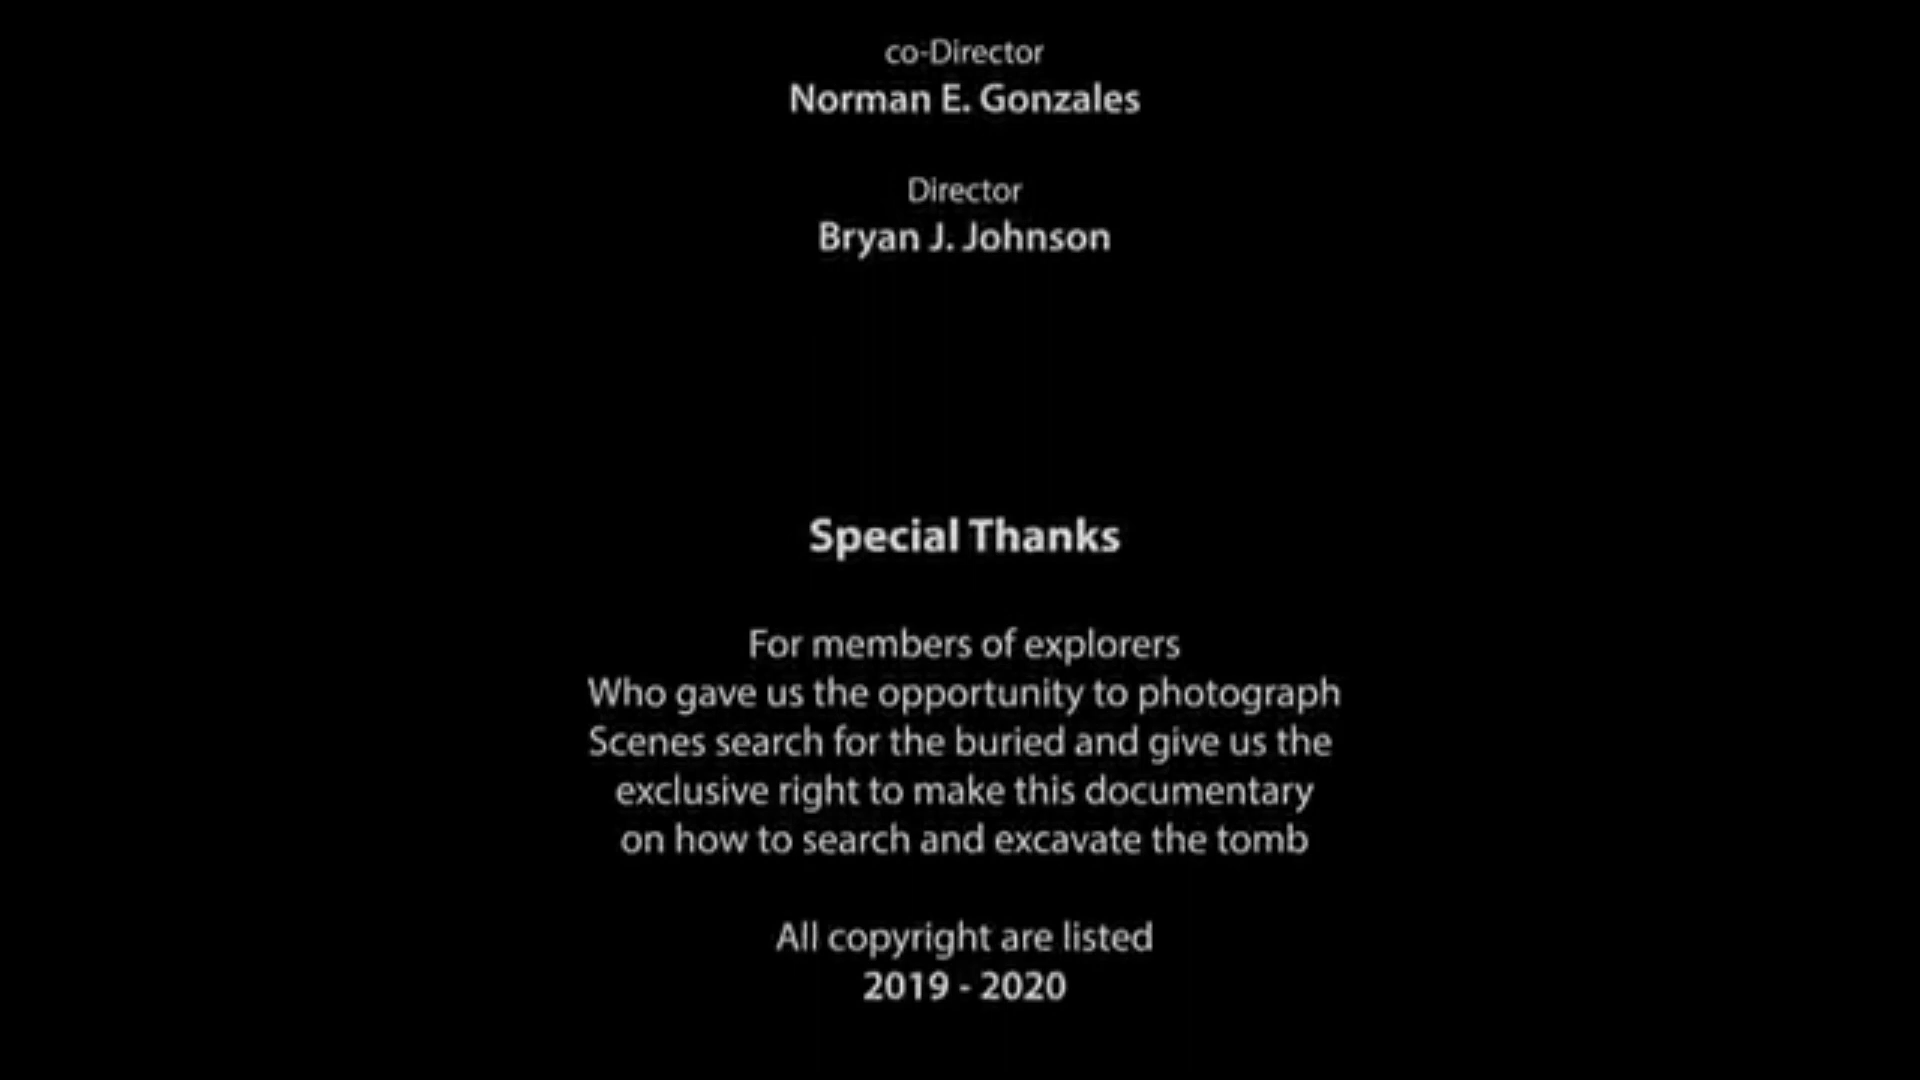 co-Director
Norman E. Gonzales
Director
Bryan J. Johnson
Special Thanks
For members of explorers
Who gave us the opportunity to photograph
Scenes search for the buried and give us the
exclusive right to make this documentary
on how to search and excavate the tomb
All copyright are listed
2019 - 2020